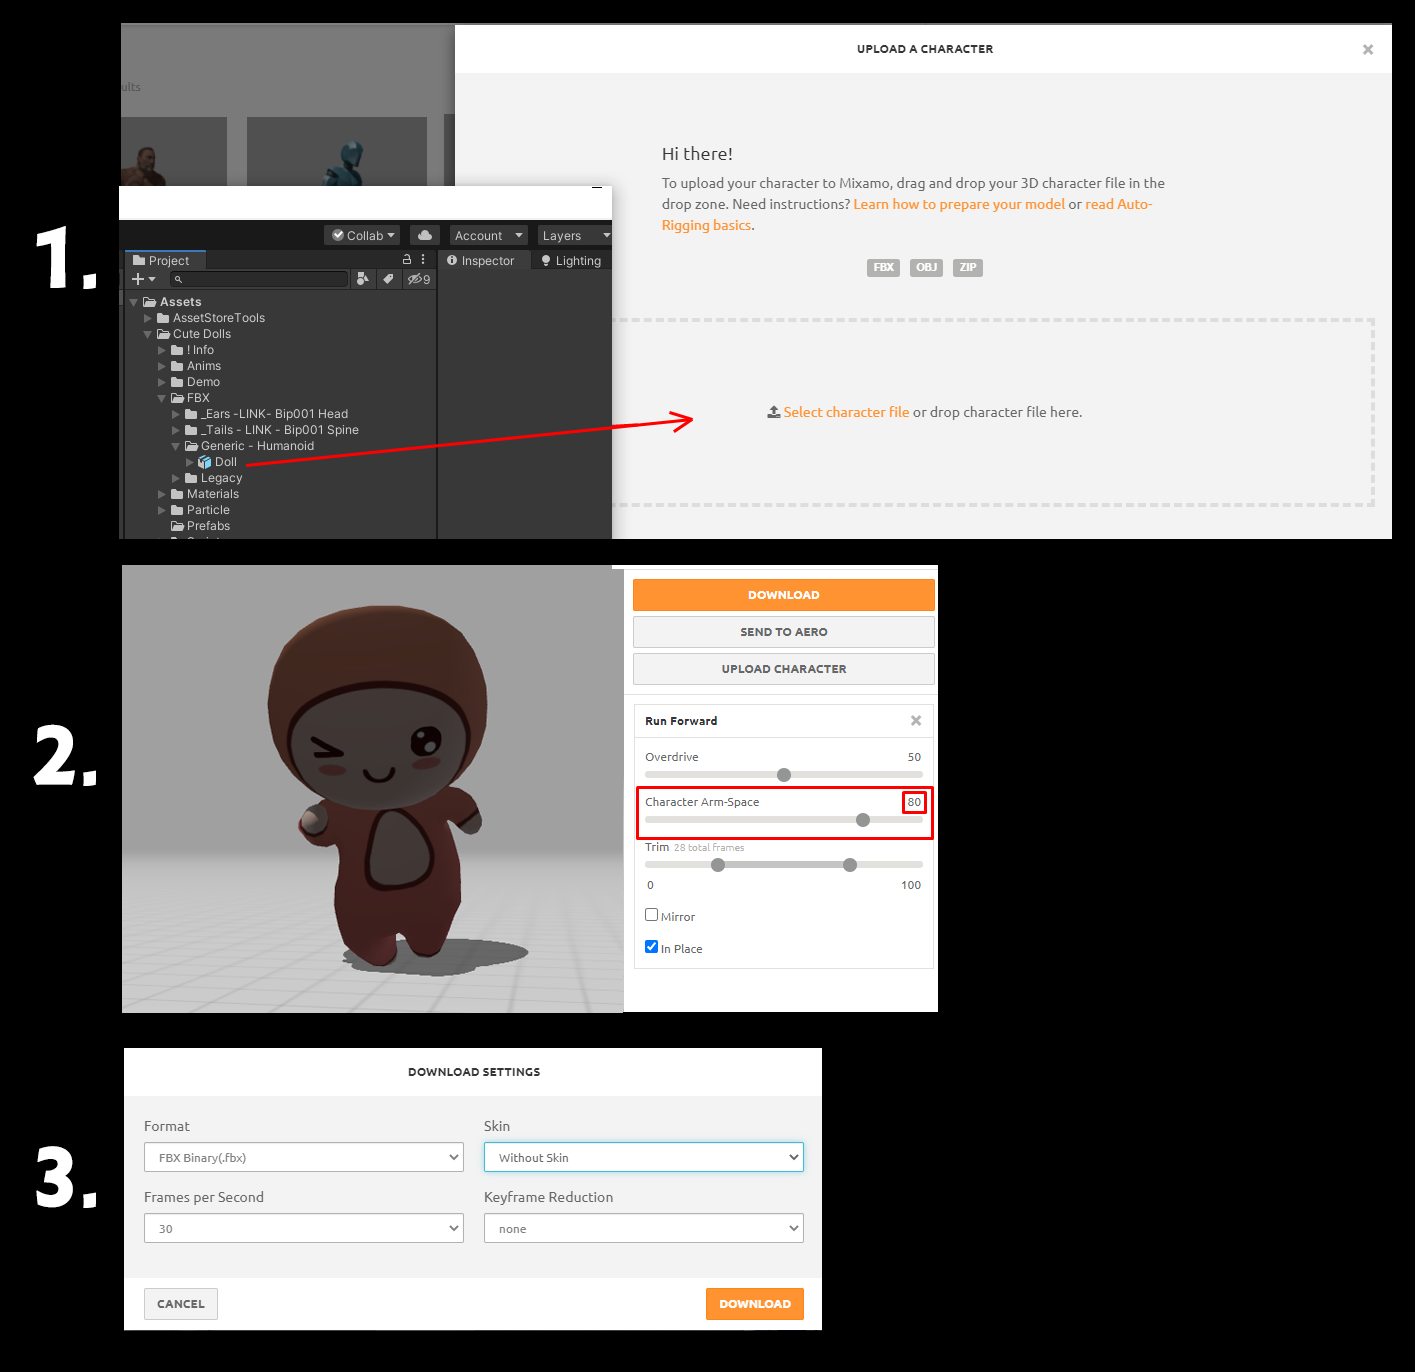 1.
ults
UPLOAD A CHARACTER
Hi there!
To upload your character to Mixamo, drag and drop your 3D character file in the
drop zone. Need instructions? Learn how to prepare your model or read Auto-
Rigging basics.
FBX OBJ ZIP
Select character file or drop character file here.
Collab Account Layers
Project Inspector Lighting
9
Assets
AssetStoreTools
Cute Dolls
! Info
Anims
Demo
FBX
_Ears -LINK- Bip001 Head
_Tails - LINK - Bip001 Spine
Generic - Humanoid
Doll
Legacy
Materials
Particle
Prefabs
2.
DOWNLOAD
SEND TO AERO
UPLOAD CHARACTER
Run Forward
Overdrive 50
Character Arm-Space 80
Trim 28 total frames
0 100
Mirror
In Place
3.
DOWNLOAD SETTINGS
Format Skin
FBX Binary(.fbx) Without Skin
Frames per Second Keyframe Reduction
30 none
CANCEL DOWNLOAD